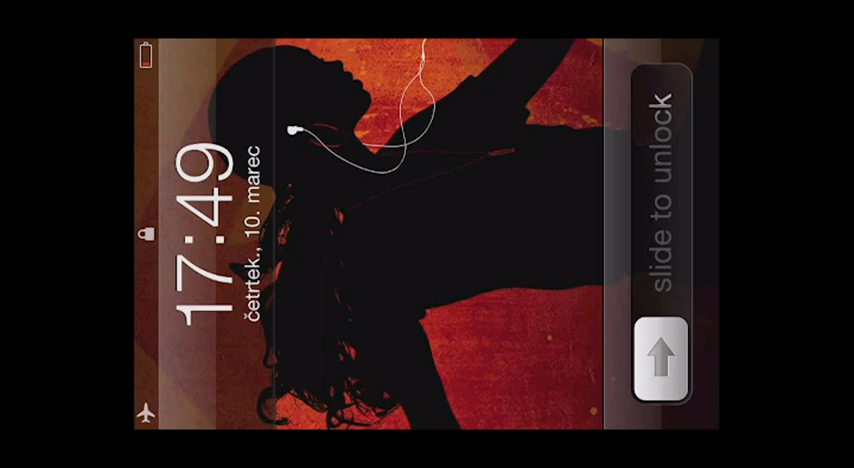 17:49
četrtek., 10. marec
slide to unlock